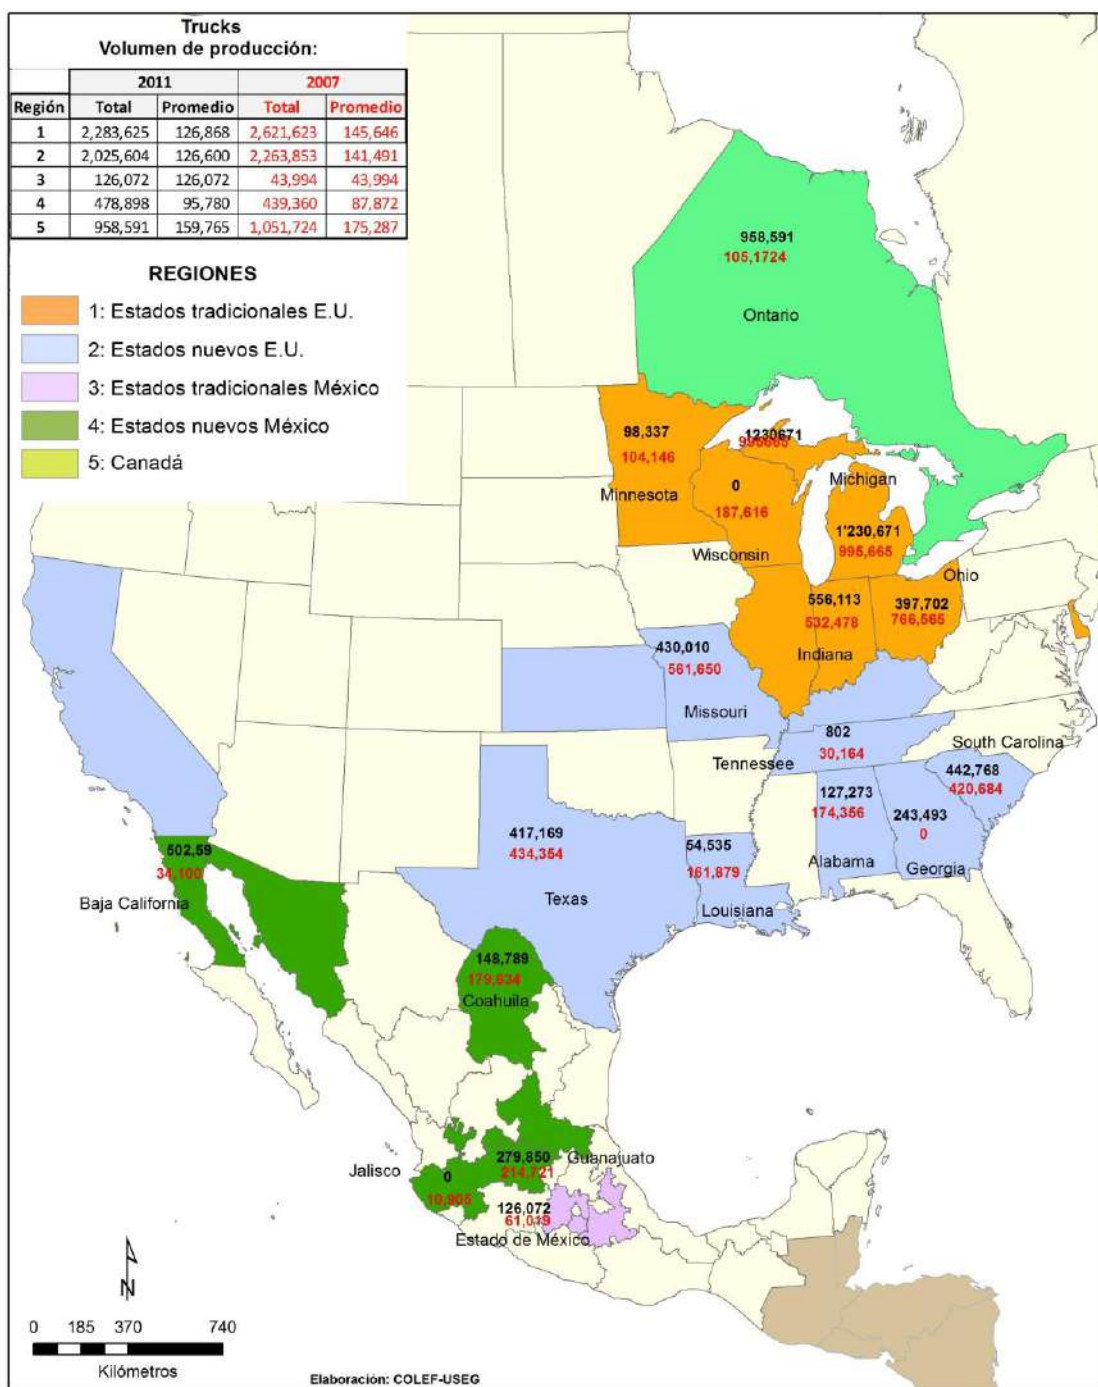 Trucks
Volumen de producción:
2011 2007
Región Total Promedio Total Promedio
1 2,283,625 126,868 2,621,623 145,646
2 2,025,604 126,600 2,263,853 141,491
3 126,072 126,072 43,994 43,994
4 478,898 95,780 439,360 87,872
5 958,591 159,765 1,051,724 175,287
REGIONES
1: Estados tradicionales E.U.
2: Estados nuevos E.U.
3: Estados tradicionales México
4: Estados nuevos México
5: Canadá
958,591
105,1724
Ontario
98,337
104,146
Minnesota
1230671
995665
Michigan
0
187,616
Wisconsin
1'230,671
995,665
Ohio
556,113
532,478
Indiana
397,702
766,565
430,010
561,650
Missouri
802
30,164
Tennessee
South Carolina
442,768
420,684
127,273
174,356
Alabama
243,493
0
Georgia
417,169
434,354
Texas
54,535
161,879
Louisiana
502,59
34,100
Baja California
148,789
179,634
Coahuila
279,850
214,721
Guanajuato
Jalisco
0
10,905
126,072
61,019
Estado de México
N
0 185 370 740
Kilómetros
Elaboración: COLEF-USEG